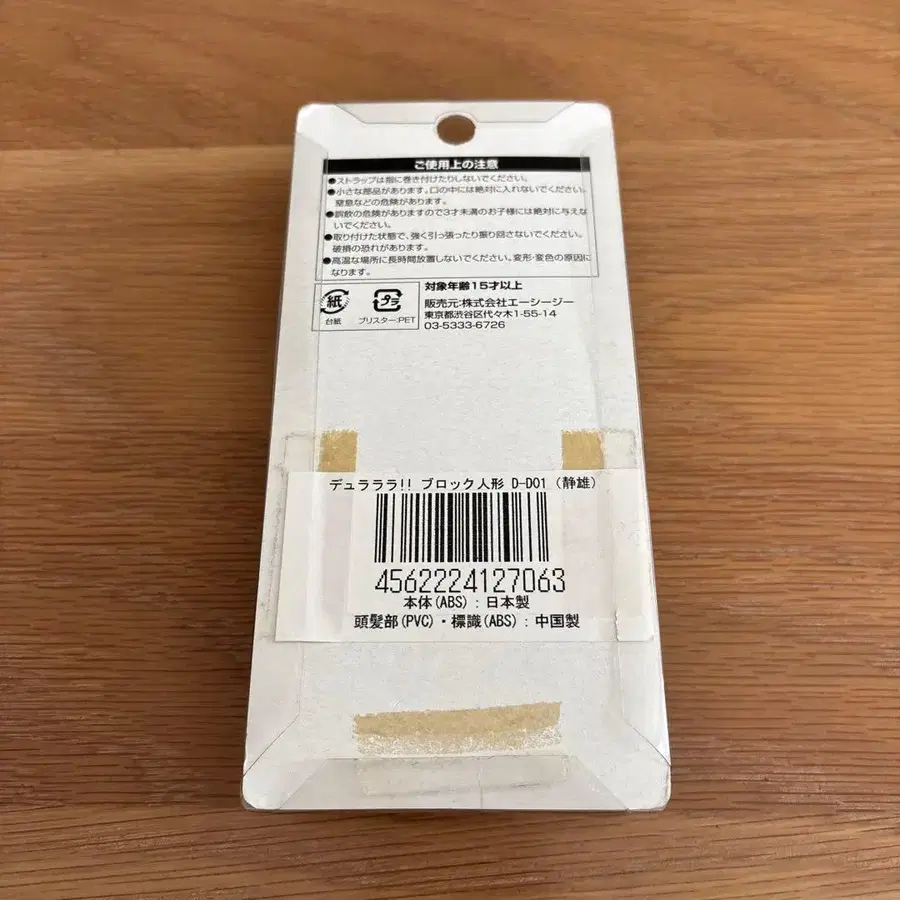 ご使用上の注意
●ストラップは指に巻き付けたりしないでください。
●小さな部品があります。口の中には絶対に入れないでください。
窒息などの危険があります。
●誤飲の危険がありますので3才未満のお子様には絶対に与えな
いでください。
●取り付けた状態で、強く引っ張ったり振り回さないでください。
破損の恐れがあります。
●高温な場所に長時間放置しないでください。変形・変色の原因に
なります。
対象年齢15才以上
紙
台紙
プラ
ブリスター:PET
販売元:株式会社エーシージー
東京都渋谷区代々木1-55-14
03-5333-6726
デュラララ!! ブロック人形 D-D01 (静雄)
4562224127063
本体(ABS) : 日本製
頭髪部(PVC)・標識(ABS) : 中国製